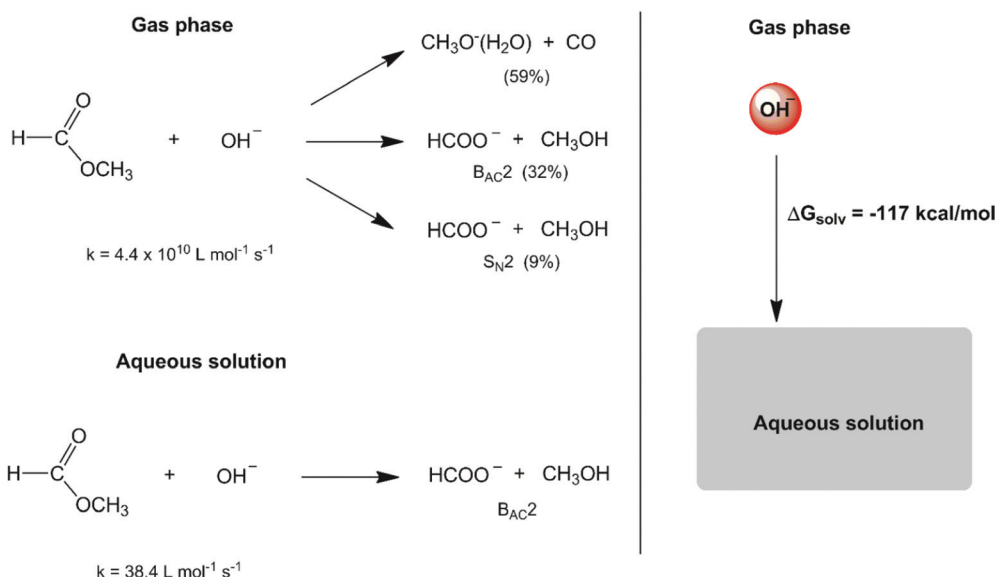 Gas phase
CH₃O⁻(H₂O) + CO
(59%)
H C O OCH₃ + OH⁻
HCOO⁻ + CH₃OH
B_AC2 (32%)
HCOO⁻ + CH₃OH
S_N2 (9%)
k = 4.4 x 10¹⁰ L mol⁻¹ s⁻¹
Aqueous solution
H C O OCH₃ + OH⁻
HCOO⁻ + CH₃OH
B_AC2
k = 38.4 L mol⁻¹ s⁻¹
Gas phase
OH⁻
ΔG_solv = -117 kcal/mol
Aqueous solution